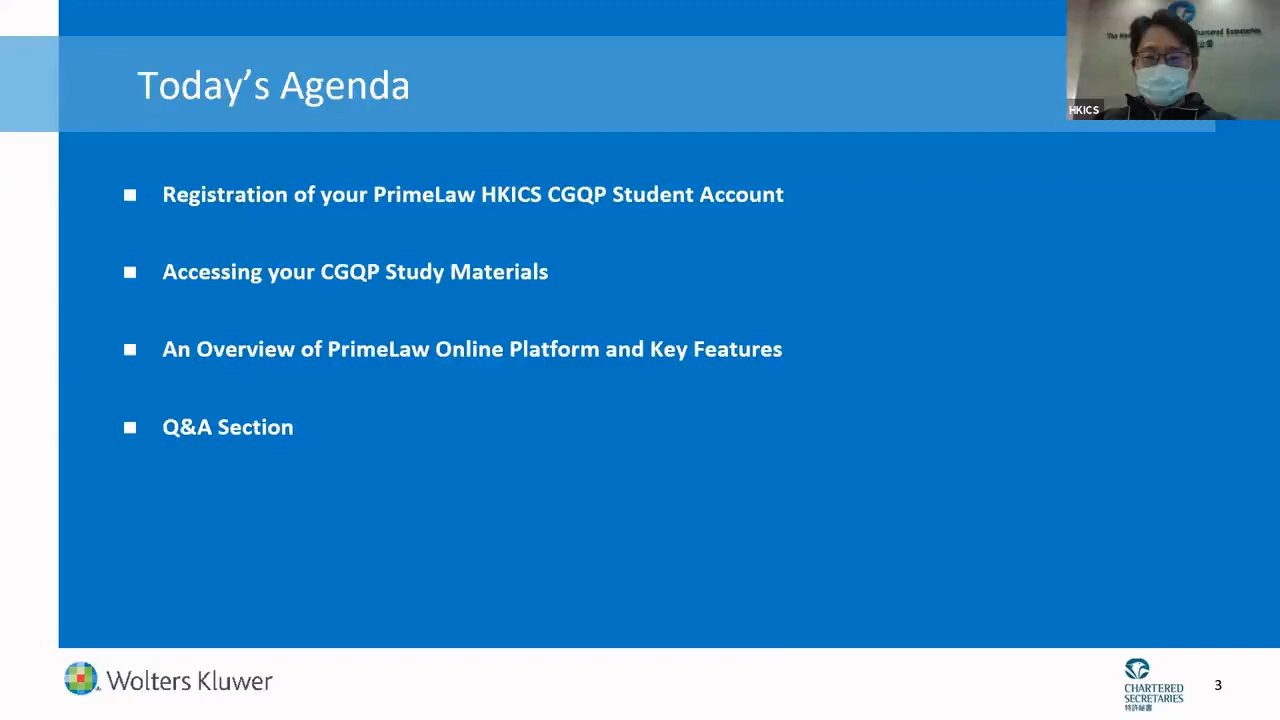 Today's Agenda
HKICS
Registration of your PrimeLaw HKICS CGQP Student Account
Accessing your CGQP Study Materials
An Overview of PrimeLaw Online Platform and Key Features
Q&A Section
Wolters Kluwer
CHARTERED
SECRETARIES
特許秘書
3